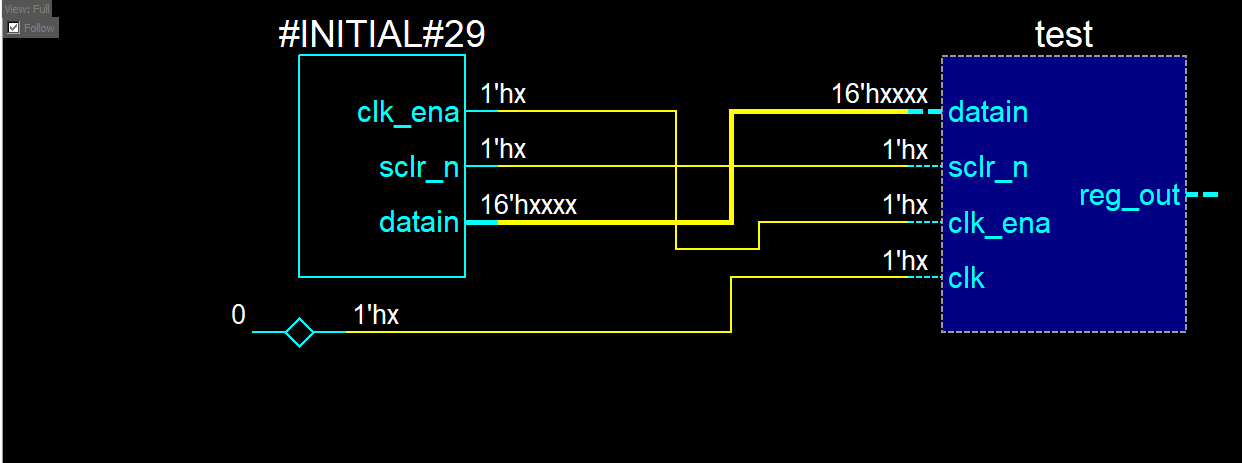 View: Full
Follow
#INITIAL#29
test
clk_ena
1'hx
16'hxxxx
datain
sclr_n
1'hx
1'hx
sclr_n
datain
16'hxxxx
1'hx
clk_ena
reg_out
1'hx
clk
0
1'hx